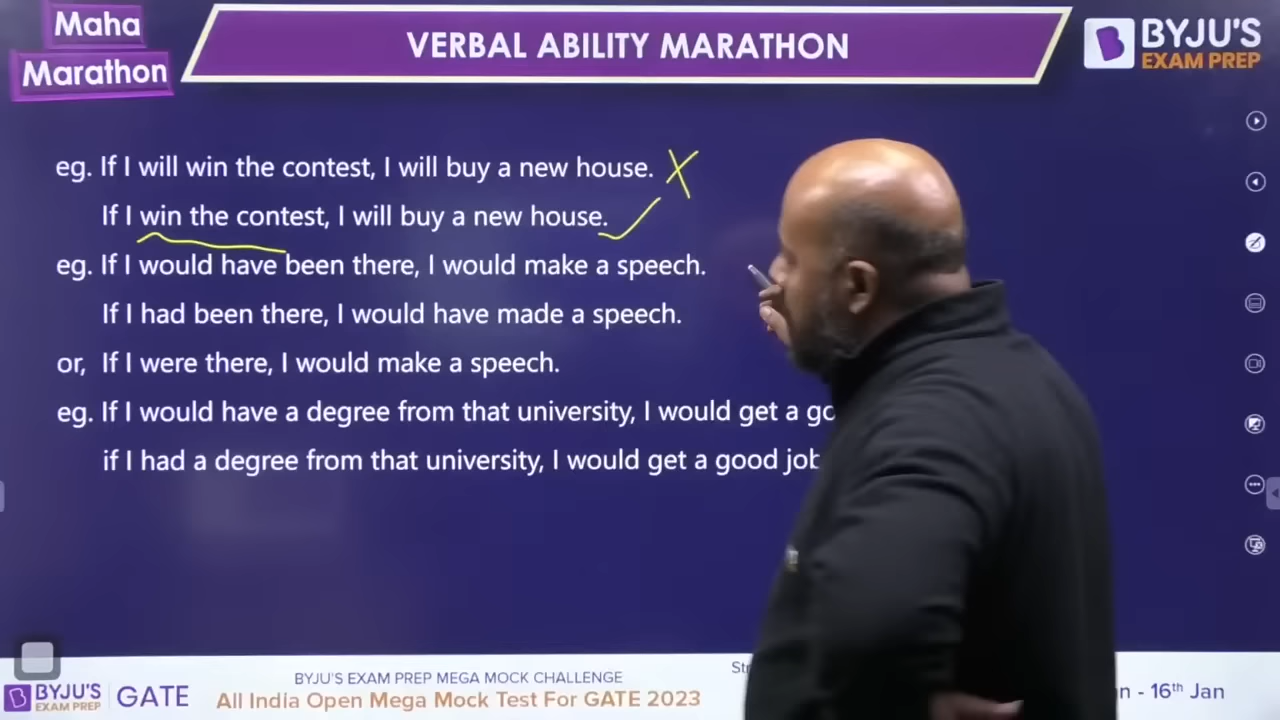 Maha
Marathon
VERBAL ABILITY MARATHON
BYJU'S
EXAM PREP
eg. If I will win the contest, I will buy a new house. X
If I win the contest, I will buy a new house.
eg. If I would have been there, I would make a speech.
If I had been there, I would have made a speech.
or, If I were there, I would make a speech.
eg. If I would have a degree from that university, I would get a
if I had a degree from that university, I would get a good job
BYJU'S
EXAM PREP
GATE
BYJU'S EXAM PREP MEGA MOCK CHALLENGE
All India Open Mega Mock Test For GATE 2023
- 16th Jan